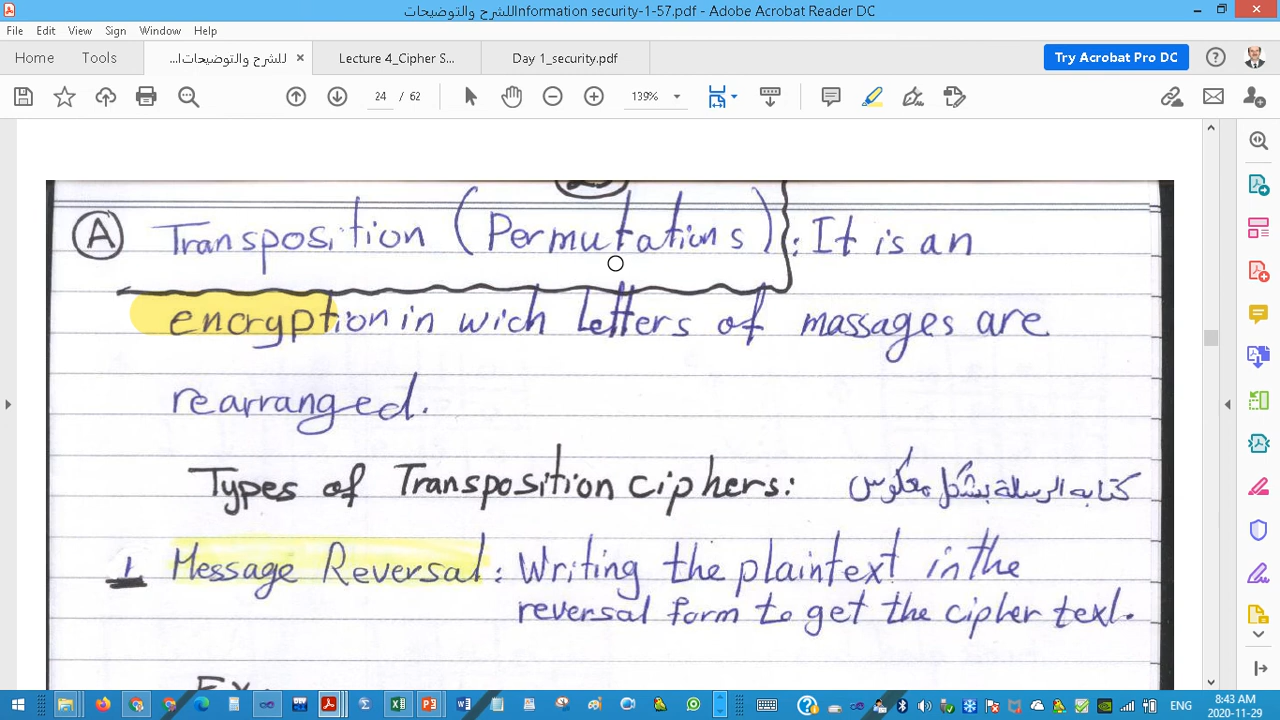 للشرح والتوضيحاتInformation security-1-57.pdf - Adobe Acrobat Reader DC
File Edit View Sign Window Help
Home Tools للشرح والتوضيحاتا... × Lecture 4_Cipher S... Day 1_security.pdf Try Acrobat Pro DC
24 / 62 139%
A Transposition (Permutations): It is an
encryption in wich letters of massages are
rearranged.
Types of Transposition ciphers: كتابه الرسالة بشكل معكوس
1 Message Reversal: Writing the plaintext in the
reversal form to get the cipher text.
Ex:
ENG 8:43 AM
2020-11-29